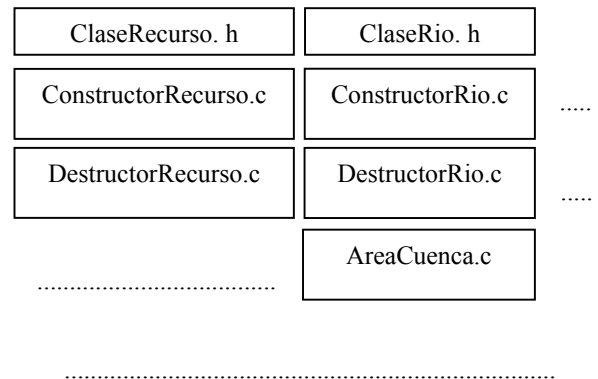 ClaseRecurso. h ClaseRio. h
ConstructorRecurso.c ConstructorRio.c .....
DestructorRecurso.c DestructorRio.c .....
AreaCuenca.c
....................................
...........................................................................